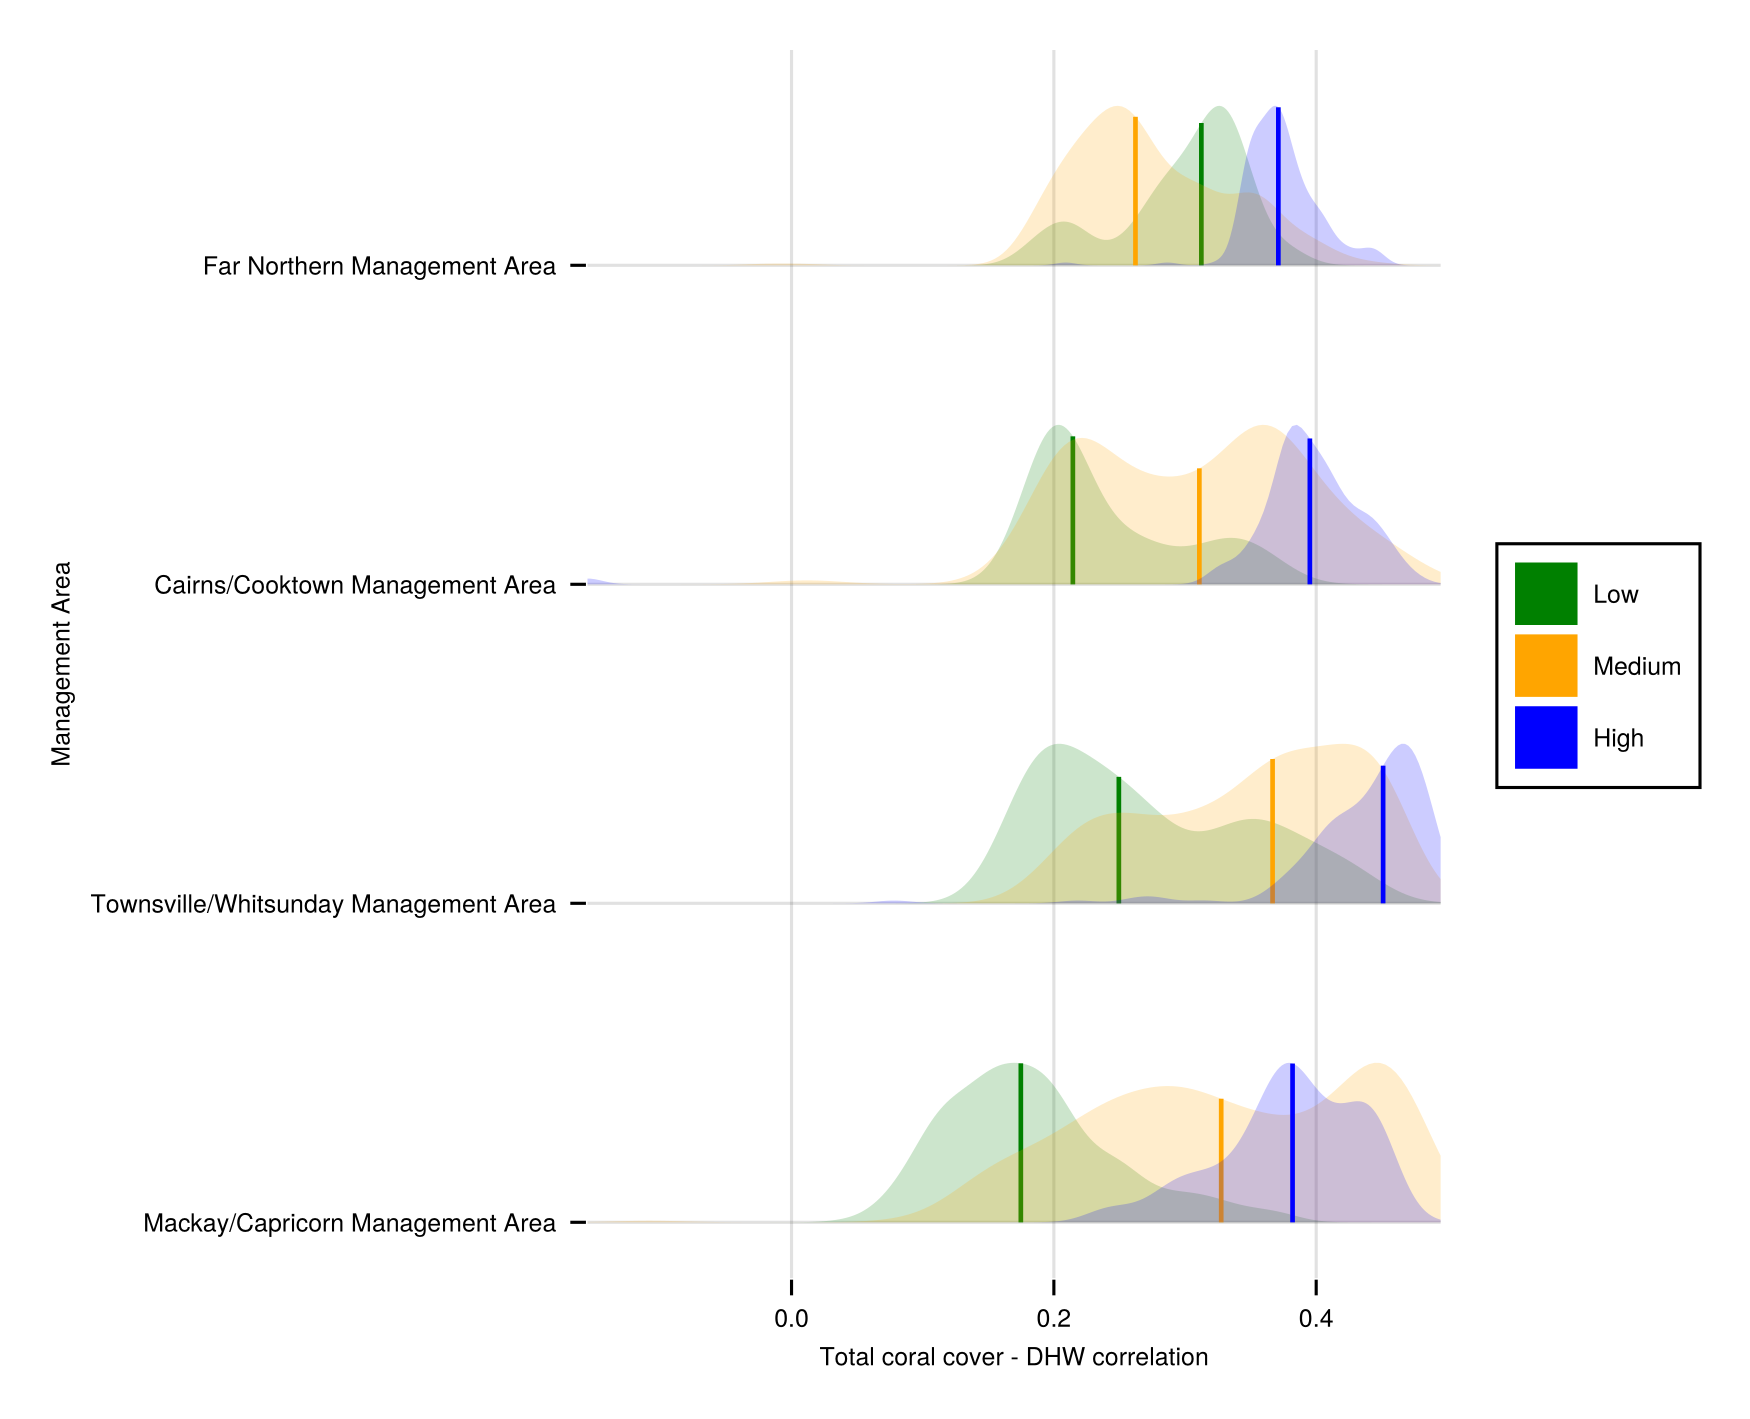 Far Northern Management Area
Cairns/Cooktown Management Area
Townsville/Whitsunday Management Area
Mackay/Capricorn Management Area
Management Area
0.0
0.2
0.4
Total coral cover - DHW correlation
Low
Medium
High